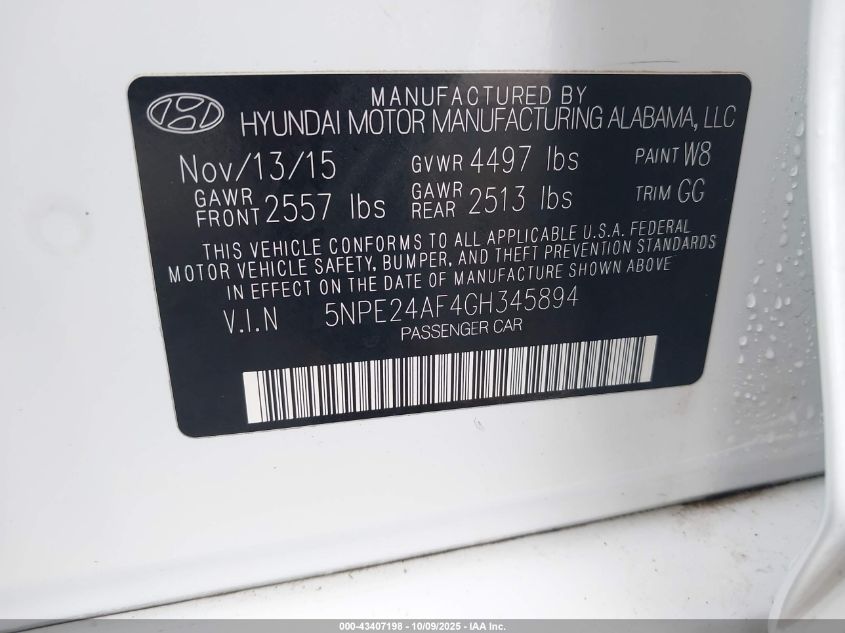 MANUFACTURED BY
HYUNDAI MOTOR MANUFACTURING ALABAMA, LLC
Nov/13/15 GVWR 4497 lbs PAINT W8
GAWR FRONT 2557 lbs GAWR REAR 2513 lbs TRIM GG
THIS VEHICLE CONFORMS TO ALL APPLICABLE U.S.A. FEDERAL
MOTOR VEHICLE SAFETY, BUMPER, AND THEFT PREVENTION STANDARDS
IN EFFECT ON THE DATE OF MANUFACTURE SHOWN ABOVE
V.I.N 5NPE24AF4GH345894
PASSENGER CAR
000-43407198 - 10/09/2025 - IAA Inc.